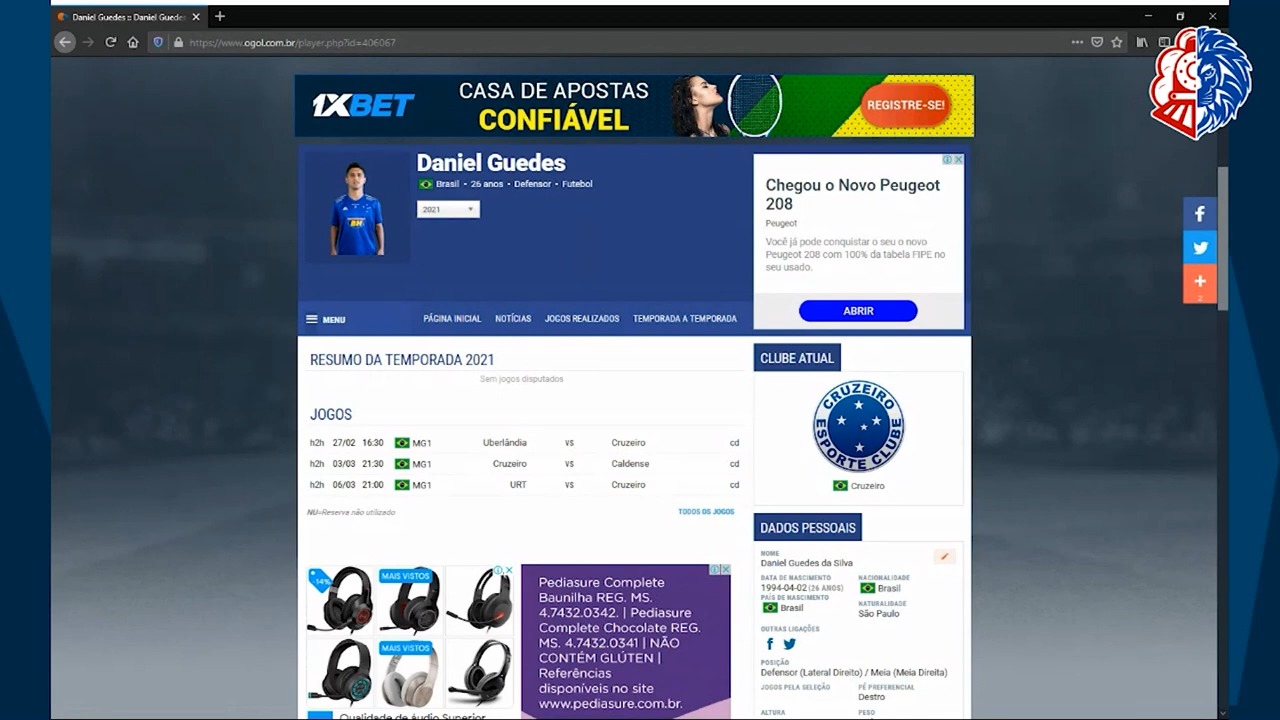 Daniel Guedes :: Daniel Guedes
https://www.ogol.com.br/player.php?id=406067
1XBET
CASA DE APOSTAS
CONFIÁVEL
REGISTRE-SE!
Daniel Guedes
Brasil • 26 anos • Defensor • Futebol
2021
BH
Chegou o Novo Peugeot
208
Peugeot
Você já pode conquistar o seu o novo
Peugeot 208 com 100% da tabela FIPE no
seu usado.
ABRIR
MENU
PÁGINA INICIAL NOTÍCIAS JOGOS REALIZADOS TEMPORADA A TEMPORADA
2
RESUMO DA TEMPORADA 2021
Sem jogos disputados
JOGOS
h2h 27/02 16:30 MG1 Uberlândia vs Cruzeiro cd
h2h 03/03 21:30 MG1 Cruzeiro vs Caldense cd
h2h 06/03 21:00 MG1 URT vs Cruzeiro cd
NU=Reserva não utilizado
TODOS OS JOGOS
CLUBE ATUAL
CRUZEIRO
ESPORTE CLUBE
Cruzeiro
DADOS PESSOAIS
NOME
Daniel Guedes da Silva
DATA DE NASCIMENTO
1994-04-02 (26 ANOS)
NACIONALIDADE
Brasil
PAÍS DE NASCIMENTO
Brasil
NATURALIDADE
São Paulo
OUTRAS LIGAÇÕES
POSIÇÃO
Defensor (Lateral Direito) / Meia (Meia Direita)
JOGOS PELA SELEÇÃO
PÉ PREFERENCIAL
Destro
ALTURA
PESO
-14%
MAIS VISTOS
MAIS VISTOS
Qualidade de áudio Superior
Pediasure Complete
Baunilha REG. MS.
4.7432.0342. | Pediasure
Complete Chocolate REG.
MS. 4.7432.0341 | NÃO
CONTÉM GLÚTEN |
Referências
disponíveis no site
www.pediasure.com.br.